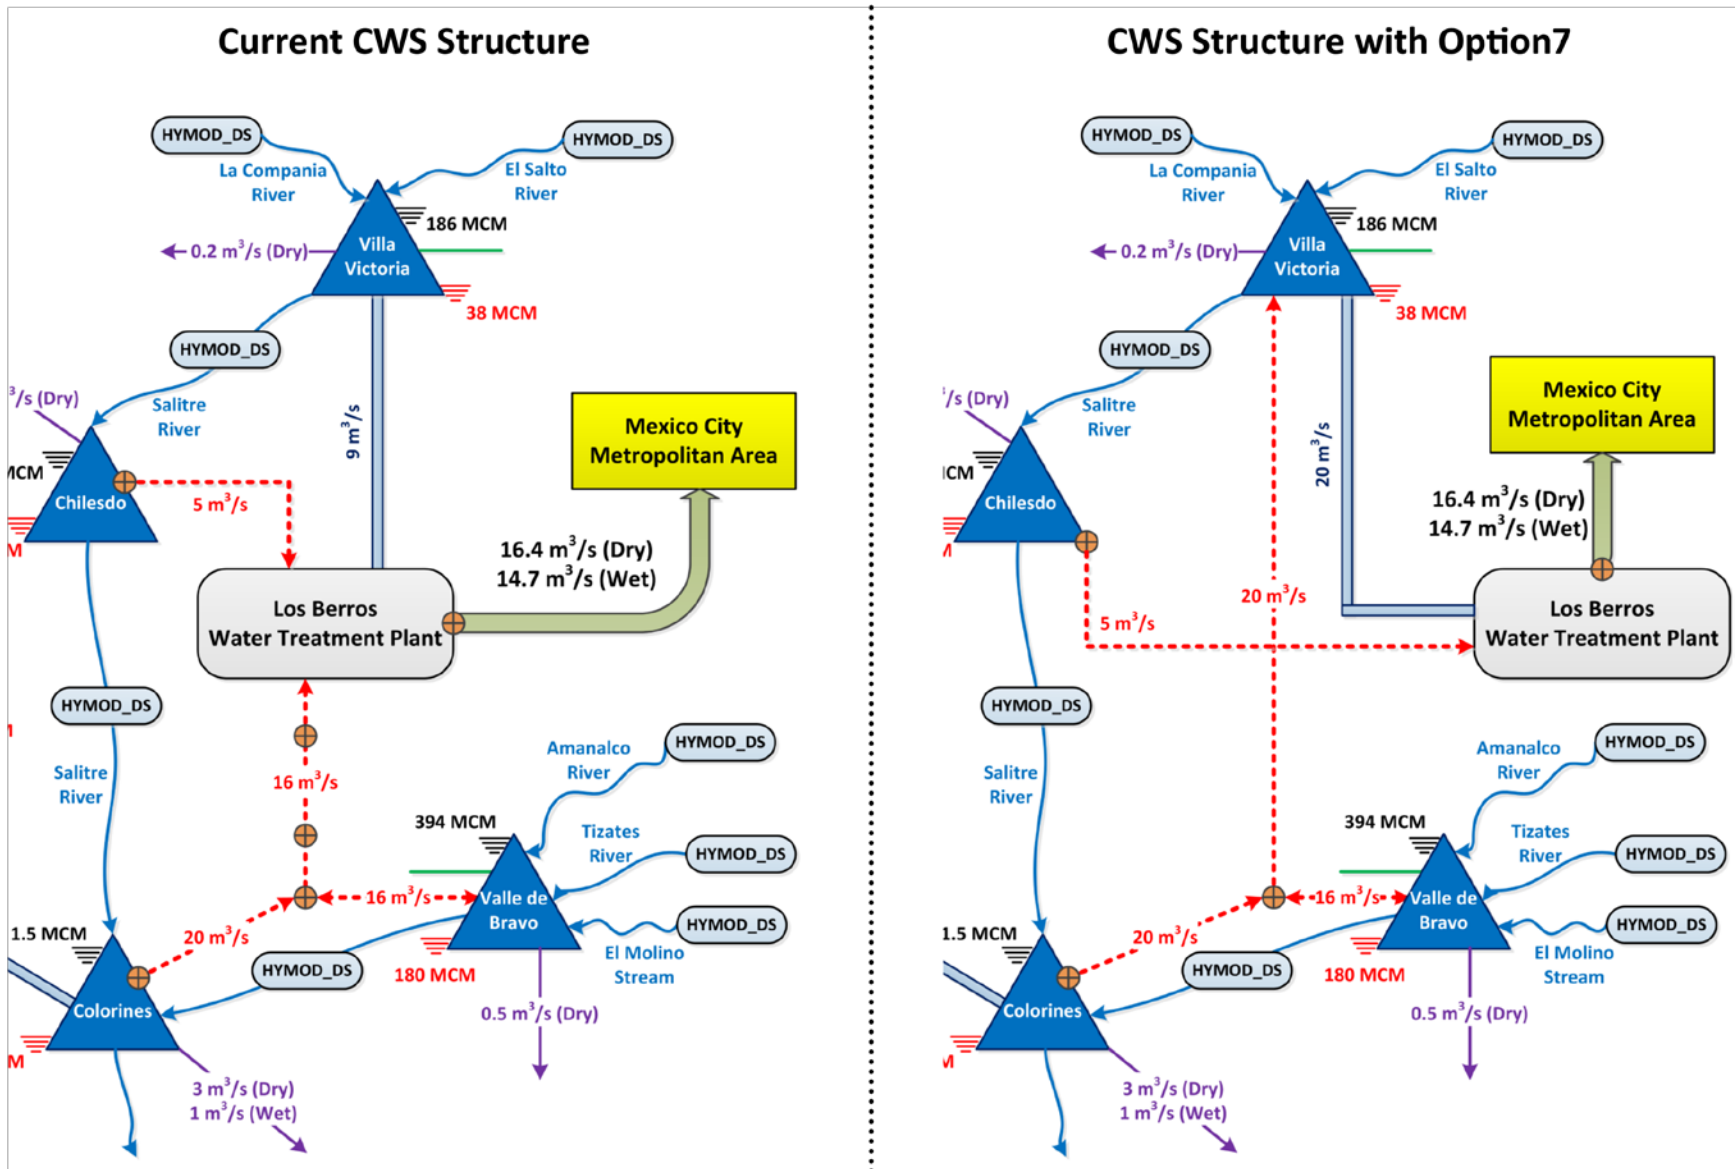 Current CWS Structure
HYMOD_DS
HYMOD_DS
La Compania
River
El Salto
River
186 MCM
Villa
Victoria
0.2 m³/s (Dry)
38 MCM
HYMOD_DS
³/s (Dry)
Salitre
River
9 m³/s
MCM
Chilesdo
M
5 m³/s
Mexico City
Metropolitan Area
16.4 m³/s (Dry)
14.7 m³/s (Wet)
Los Berros
Water Treatment Plant
HYMOD_DS
Salitre
River
16 m³/s
Amanalco
River
HYMOD_DS
394 MCM
Tizates
River
HYMOD_DS
16 m³/s
Valle de
Bravo
HYMOD_DS
El Molino
Stream
1.5 MCM
20 m³/s
HYMOD_DS
180 MCM
Colorines
M
0.5 m³/s (Dry)
3 m³/s (Dry)
1 m³/s (Wet)
CWS Structure with Option7
HYMOD_DS
HYMOD_DS
La Compania
River
El Salto
River
186 MCM
Villa
Victoria
0.2 m³/s (Dry)
38 MCM
HYMOD_DS
/s (Dry)
Salitre
River
20 m³/s
CM
Chilesdo
M
Mexico City
Metropolitan Area
16.4 m³/s (Dry)
14.7 m³/s (Wet)
20 m³/s
5 m³/s
Los Berros
Water Treatment Plant
HYMOD_DS
Salitre
River
Amanalco
River
HYMOD_DS
394 MCM
Tizates
River
HYMOD_DS
16 m³/s
Valle de
Bravo
HYMOD_DS
El Molino
Stream
1.5 MCM
20 m³/s
HYMOD_DS
180 MCM
Colorines
M
0.5 m³/s (Dry)
3 m³/s (Dry)
1 m³/s (Wet)